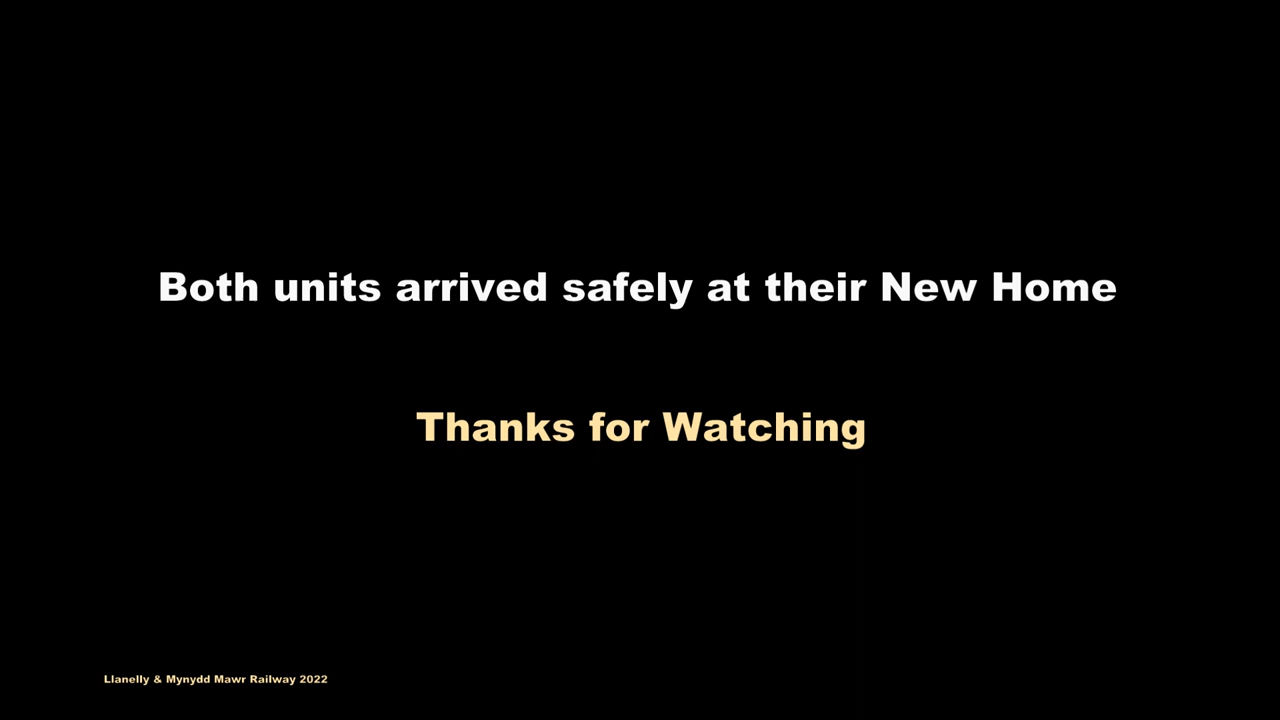 Both units arrived safely at their New Home
Thanks for Watching
Llanelly & Mynydd Mawr Railway 2022